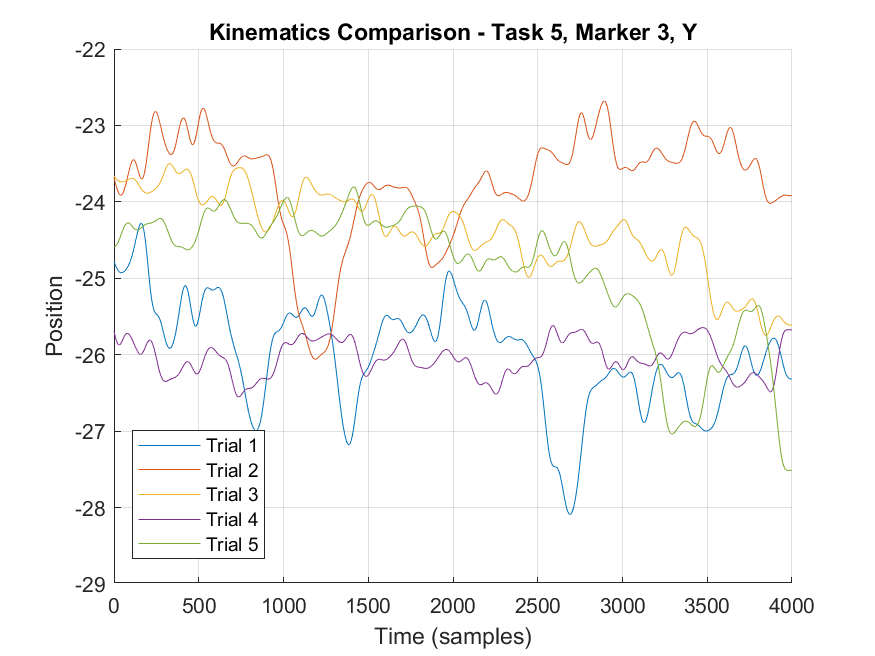 Kinematics Comparison - Task 5, Marker 3, Y
-22
-23
-24
-25
-26
-27
-28
-29
Position
Trial 1
Trial 2
Trial 3
Trial 4
Trial 5
0 500 1000 1500 2000 2500 3000 3500 4000
Time (samples)